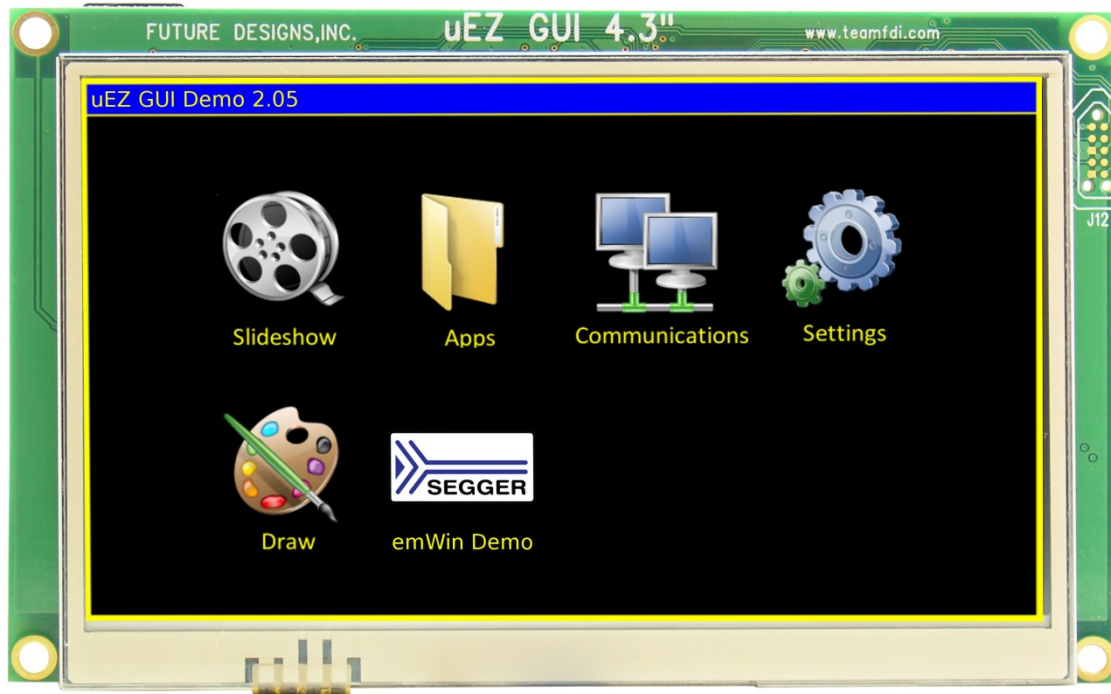 FUTURE DESIGNS,INC.
uEZ GUI 4.3"
www.teamfdi.com
uEZ GUI Demo 2.05
J12
Slideshow
Apps
Communications
Settings
SEGGER
Draw
emWin Demo